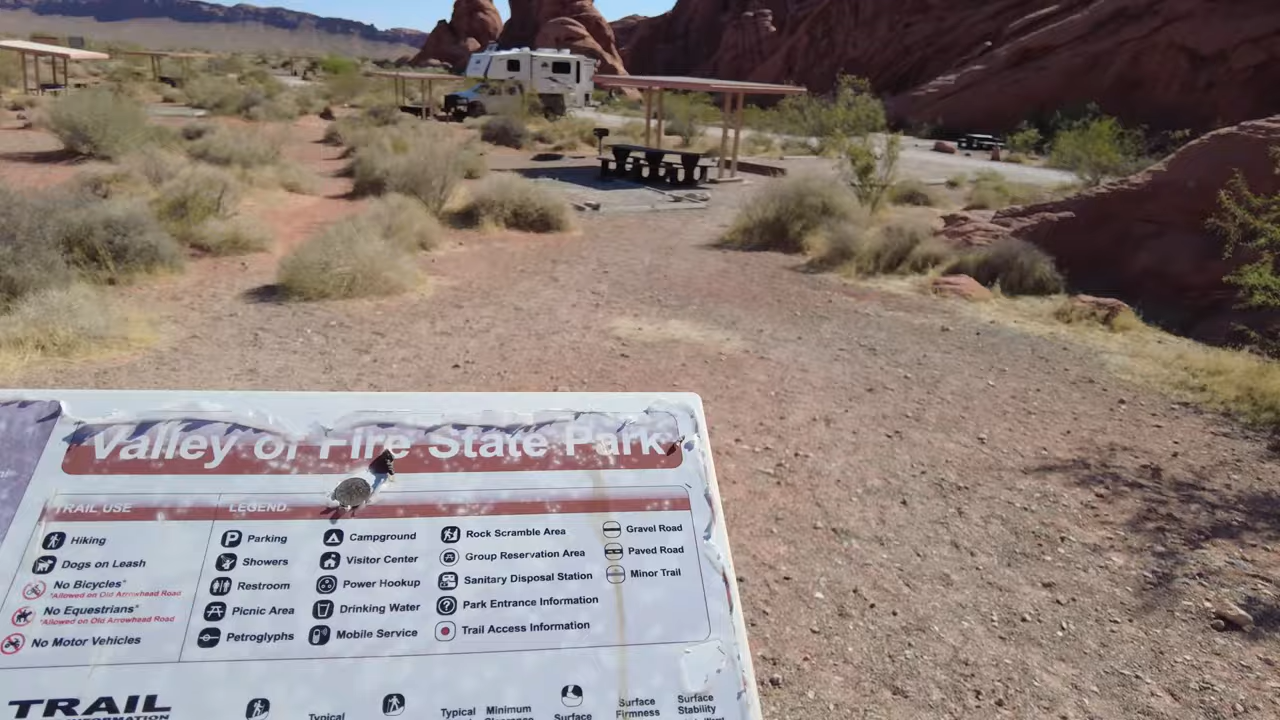 Valley of Fire State Park
TRAIL USE
Hiking
Dogs on Leash
No Bicycles*
*Allowed on Old Arrowhead Road
No Equestrians*
*Allowed on Old Arrowhead Road
No Motor Vehicles
LEGEND
Parking
Showers
Restroom
Picnic Area
Petroglyphs
Campground
Visitor Center
Power Hookup
Drinking Water
Mobile Service
Rock Scramble Area
Group Reservation Area
Sanitary Disposal Station
Park Entrance Information
Trail Access Information
Gravel Road
Paved Road
Minor Trail
TRAIL
Typical
Typical
Minimum
Surface
Surface
Firmness
Surface
Stability